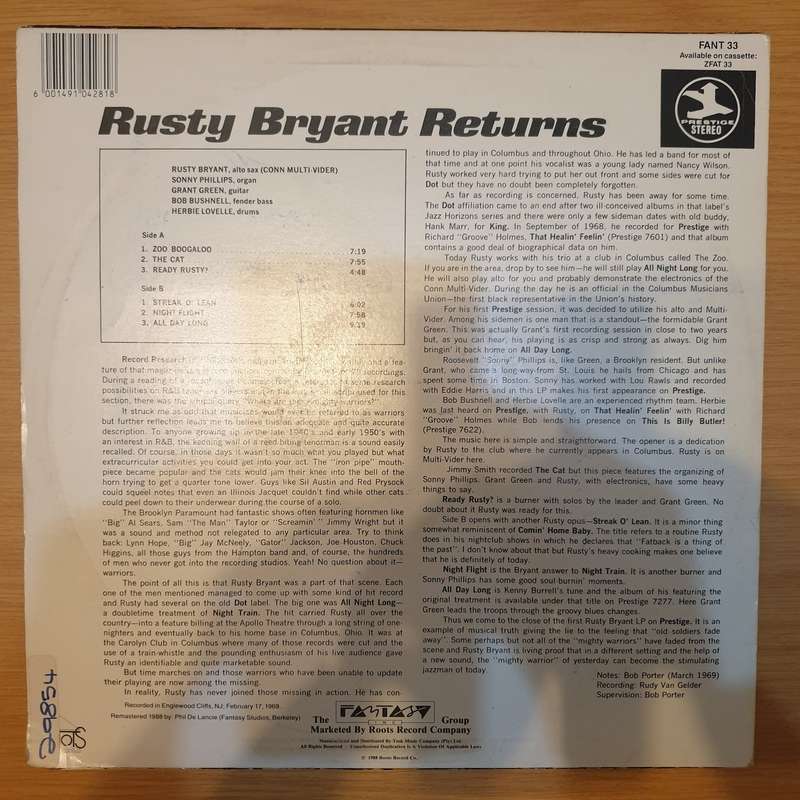 FANT 33
Available on cassette:
ZFAT 33
6 001491 042818
PRESTIGE
STEREO
Rusty Bryant Returns
RUSTY BRYANT, alto sax (CONN MULTI-VIDER)
SONNY PHILLIPS, organ
GRANT GREEN, guitar
BOB BUSHNELL, fender bass
HERBIE LOVELLE, drums
Side A
1. ZOO BOOGALOO 7:19
2. THE CAT 7:55
3. READY RUSTY? 4:48
Side B
1. STREAK O' LEAN 6:02
2. NIGHT FLIGHT 7:58
3. ALL DAY LONG 9:19
Record Research is
ture of that
During a reading of a
possibilities on R&B
section, there was
It struck me as odd that musicians would ever be referred to as warriors
but further reflection leads me to believe this an adequate and quite accurate
description. To anyone growing up in the late 1940's and early 1950's with
an interest in R&B, the keening wail of a reed biting tenorman is a sound easily
recalled. Of course, in those days it wasn't so much what you played but what
extracurricular activities you could get into your act. The "iron pipe" mouth-
piece became popular and the cats would jam their knee into the bell of the
horn trying to get a quarter tone lower. Guys like Sil Austin and Red Prysock
could squeel notes that even an Illinois Jacquet couldn't find while other cats
could peel down to their underwear during the course of a solo.
The Brooklyn Paramount had fantastic shows often featuring hornmen like
"Big" Al Sears, Sam "The Man" Taylor or "Screamin'" Jimmy Wright but it
was a sound and method not relegated to any particular area. Try to think
back: Lynn Hope, "Big" Jay McNeely, "Gator" Jackson, Joe Houston, Chuck
Higgins, all those guys from the Hampton band and, of course, the hundreds
of men who never got into the recording studios. Yeah! No question about it—
warriors.
The point of all this is that Rusty Bryant was a part of that scene. Each
one of the men mentioned managed to come up with some kind of hit record
and Rusty had several on the old Dot label. The big one was All Night Long—
a doubletime treatment of Night Train. The hit carried Rusty all over the
country—into a feature billing at the Apollo Theatre through a long string of one-
nighters and eventually back to his home base in Columbus, Ohio. It was at
the Carolyn Club in Columbus where many of those records were cut and the
use of a train-whistle and the pounding enthusiasm of his live audience gave
Rusty an identifiable and quite marketable sound.
But time marches on and those warriors who have been unable to update
their playing are now among the missing.
In reality, Rusty has never joined those missing in action. He has con-
tinued to play in Columbus and throughout Ohio. He has led a band for most of
that time and at one point his vocalist was a young lady named Nancy Wilson.
Rusty worked very hard trying to put her out front and some sides were cut for
Dot but they have no doubt been completely forgotten.
As far as recording is concerned, Rusty has been away for some time.
The Dot affiliation came to an end after two ill-conceived albums in that label's
Jazz Horizons series and there were only a few sideman dates with old buddy,
Hank Marr, for King. In September of 1968, he recorded for Prestige with
Richard "Groove" Holmes, That Healin' Feelin' (Prestige 7601) and that album
contains a good deal of biographical data on him.
Today Rusty works with his trio at a club in Columbus called The Zoo.
If you are in the area, drop by to see him—he will still play All Night Long for you.
He will also play alto for you and probably demonstrate the electronics of the
Conn Multi-Vider. During the day he is an official in the Columbus Musicians
Union—the first black representative in the Union's history.
For his first Prestige session, it was decided to utilize his alto and Multi-
Vider. Among his sidemen is one man that is a standout—the formidable Grant
Green. This was actually Grant's first recording session in close to two years
but, as you can hear, his playing is as crisp and strong as always. Dig him
bringin' it back home on All Day Long.
Roosevelt "Sonny" Phillips is, like Green, a Brooklyn resident. But unlike
Grant, who came a long-way from St. Louis he hails from Chicago and has
spent some time in Boston. Sonny has worked with Lou Rawls and recorded
with Eddie Harris and in this LP makes his first appearance on Prestige.
Bob Bushnell and Herbie Lovelle are an experienced rhythm team. Herbie
was last heard on Prestige, with Rusty, on That Healin' Feelin' with Richard
"Groove" Holmes while Bob lends his presence on This Is Billy Butler!
(Prestige 7622).
The music here is simple and straightforward. The opener is a dedication
by Rusty to the club where he currently appears in Columbus. Rusty is on
Multi-Vider here.
Jimmy Smith recorded The Cat but this piece features the organizing of
Sonny Phillips. Grant Green and Rusty, with electronics, have some heavy
things to say.
Ready Rusty? is a burner with solos by the leader and Grant Green. No
doubt about it Rusty was ready for this.
Side B opens with another Rusty opus—Streak O' Lean. It is a minor thing
somewhat reminiscent of Comin' Home Baby. The title refers to a routine Rusty
does in his nightclub shows in which he declares that "Fatback is a thing of
the past". I don't know about that but Rusty's heavy cooking makes one believe
that he is definitely of today.
Night Flight is the Bryant answer to Night Train. It is another burner and
Sonny Phillips has some good soul-burnin' moments.
All Day Long is Kenny Burrell's tune and the album of his featuring the
original treatment is available under that title on Prestige 7277. Here Grant
Green leads the troops through the groovy blues changes.
Thus we come to the close of the first Rusty Bryant LP on Prestige. It is an
example of musical truth giving the lie to the feeling that "old soldiers fade
away". Some perhaps but not all of the "mighty warriors" have faded from the
scene and Rusty Bryant is living proof that in a different setting and the help
of a new sound, the "mighty warrior" of yesterday can become the stimulating
jazzman of today.
Notes: Bob Porter (March 1969)
Recording: Rudy Van Gelder
Supervision: Bob Porter
Recorded in Englewood Cliffs, NJ; February 17, 1969.
Remastered 1988 by: Phil De Lancie (Fantasy Studios, Berkeley)
The FANTASY INC Group
Marketed By Roots Record Company
Manufactured and Distributed By Tusk Music Company (Pty) Ltd
All Rights Reserved - Unauthorised Duplication Is A Violation Of Applicable Laws
© 1988 Roots Record Co.